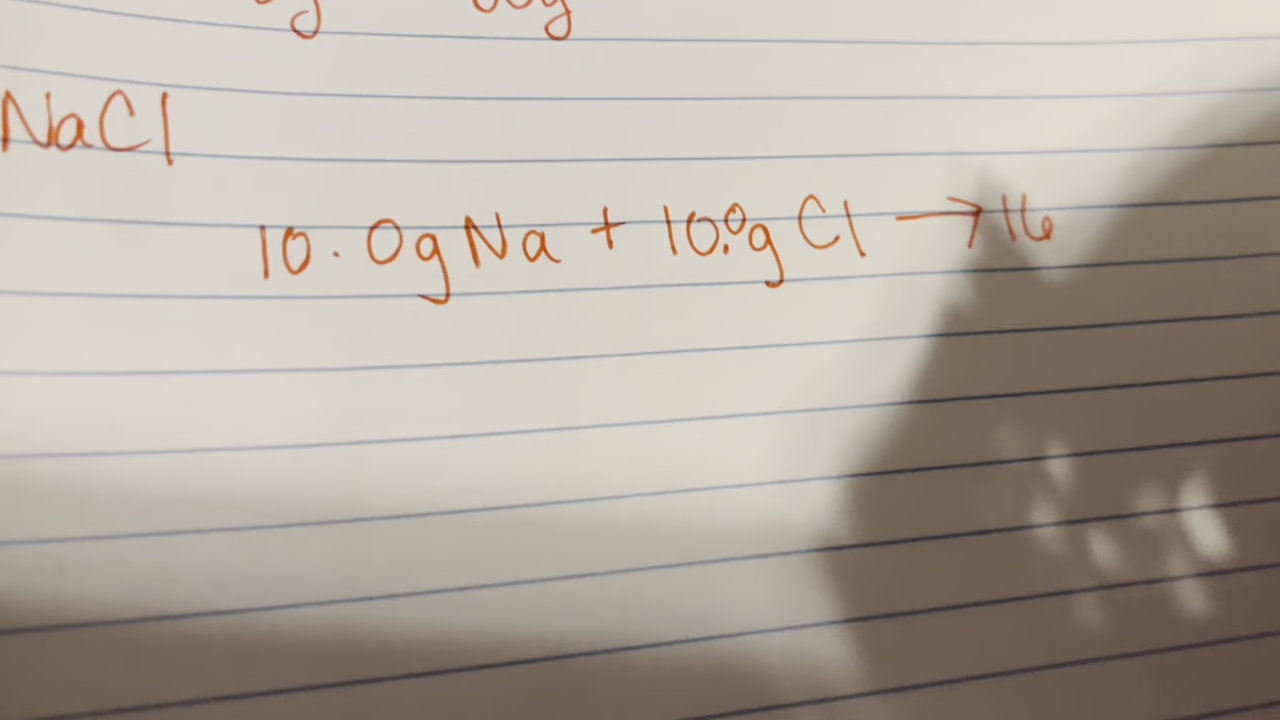 NaCl
10.0g Na + 10.0g Cl → 16